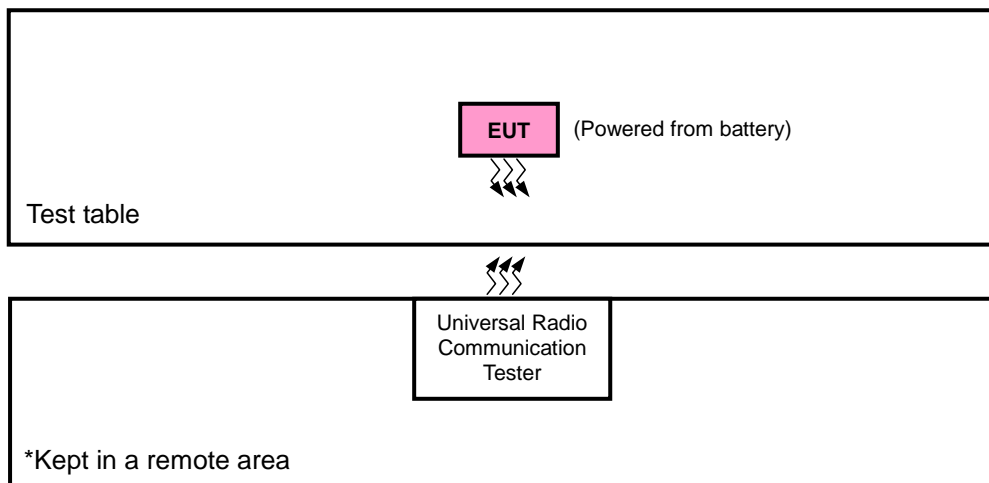 EUT
(Powered from battery)
Test table
Universal Radio
Communication
Tester
*Kept in a remote area